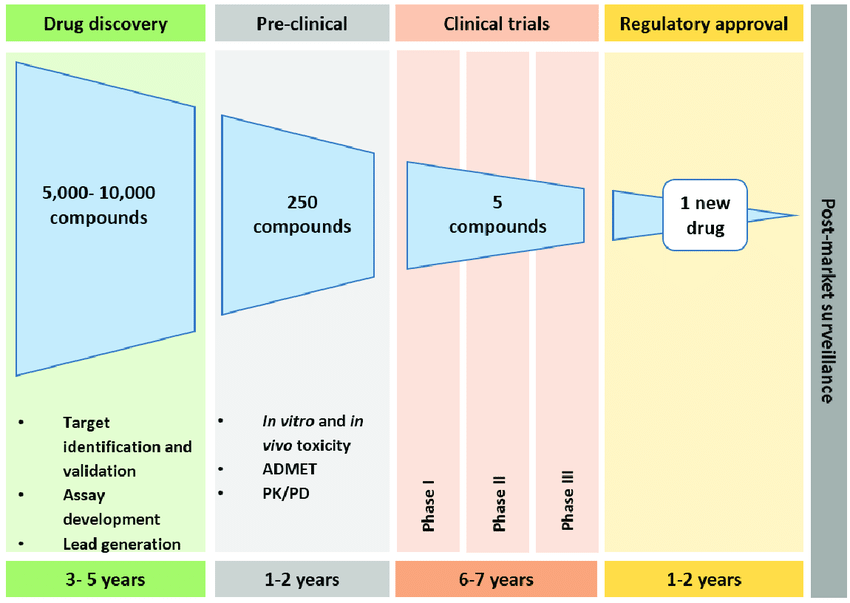 Drug discovery
Pre-clinical
Clinical trials
Regulatory approval
5,000- 10,000
compounds
250
compounds
5
compounds
1 new
drug
• Target
identification and
validation
• Assay
development
• Lead generation
• In vitro and in
vivo toxicity
• ADMET
• PK/PD
Phase I
Phase II
Phase III
3- 5 years
1-2 years
6-7 years
1-2 years
Post-market surveillance